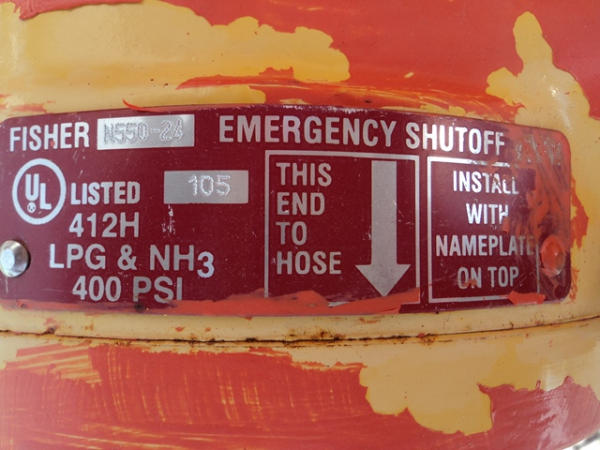 FISHER N550-24 EMERGENCY SHUTOFF
UL LISTED 105
412H
LPG & NH3
400 PSI
THIS
END
TO
HOSE
INSTALL
WITH
NAMEPLATE
ON TOP